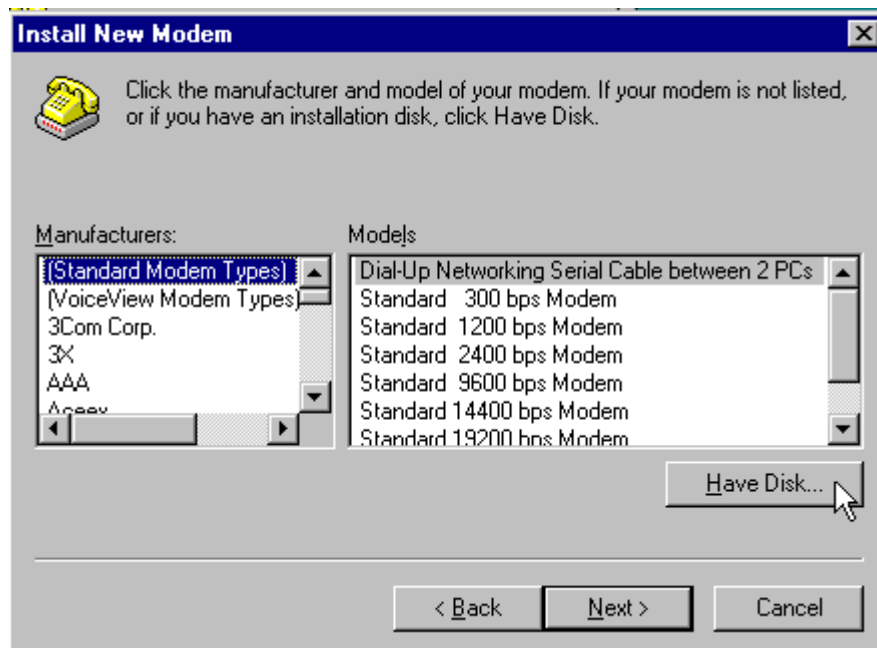 Install New Modem
Click the manufacturer and model of your modem. If your modem is not listed,
or if you have an installation disk, click Have Disk.
Manufacturers:
(Standard Modem Types)
(VoiceView Modem Types)
3Com Corp.
3X
AAA
Aceex
Models
Dial-Up Networking Serial Cable between 2 PCs
Standard 300 bps Modem
Standard 1200 bps Modem
Standard 2400 bps Modem
Standard 9600 bps Modem
Standard 14400 bps Modem
Standard 19200 bps Modem
Have Disk...
< Back
Next >
Cancel